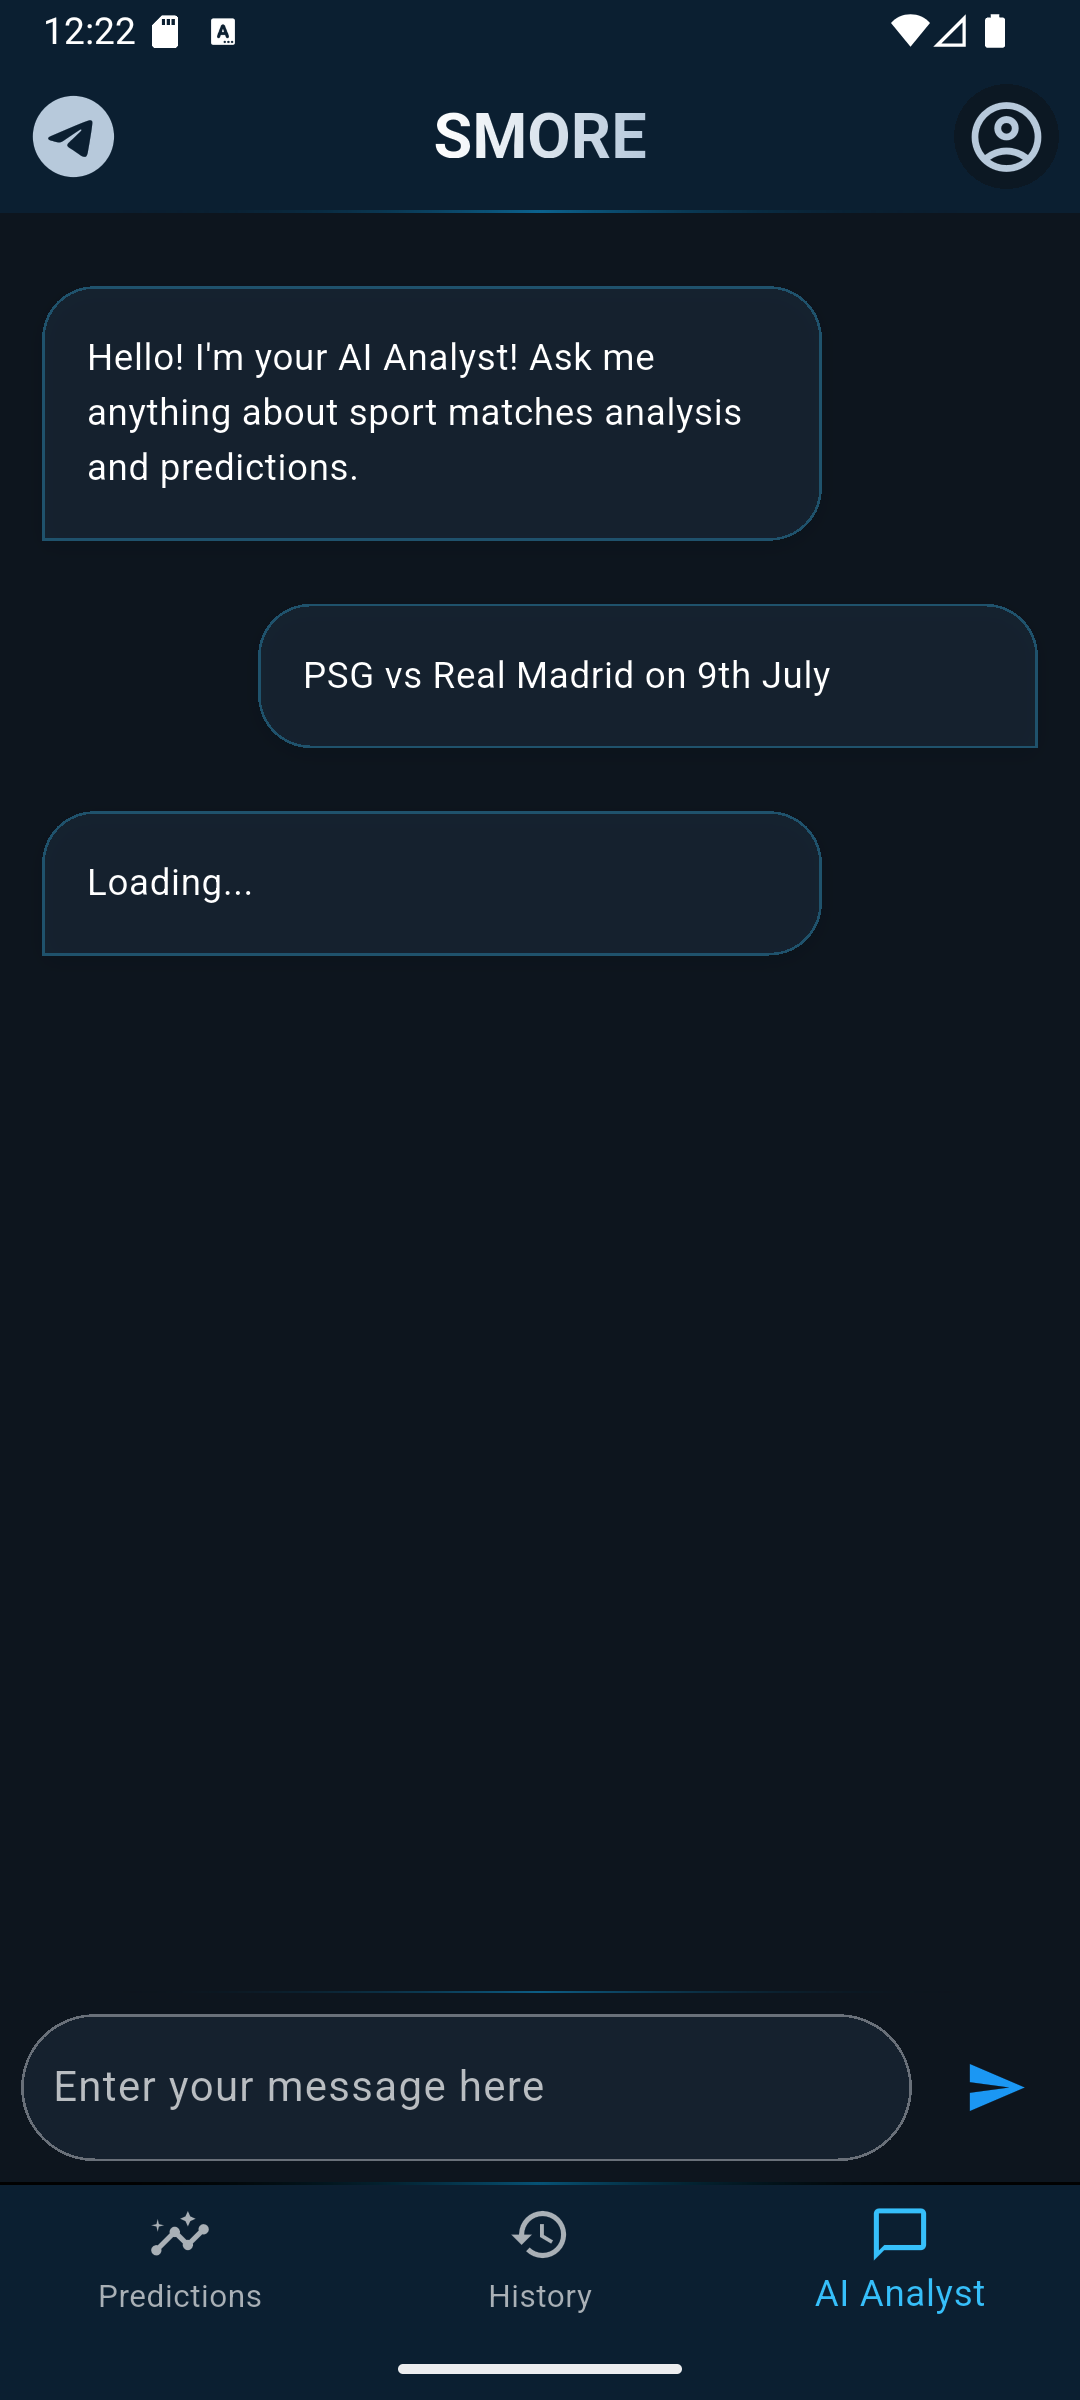 12:22
SMORE
Hello! I'm your AI Analyst! Ask me
anything about sport matches analysis
and predictions.
PSG vs Real Madrid on 9th July
Loading...
Enter your message here
Predictions
History
AI Analyst